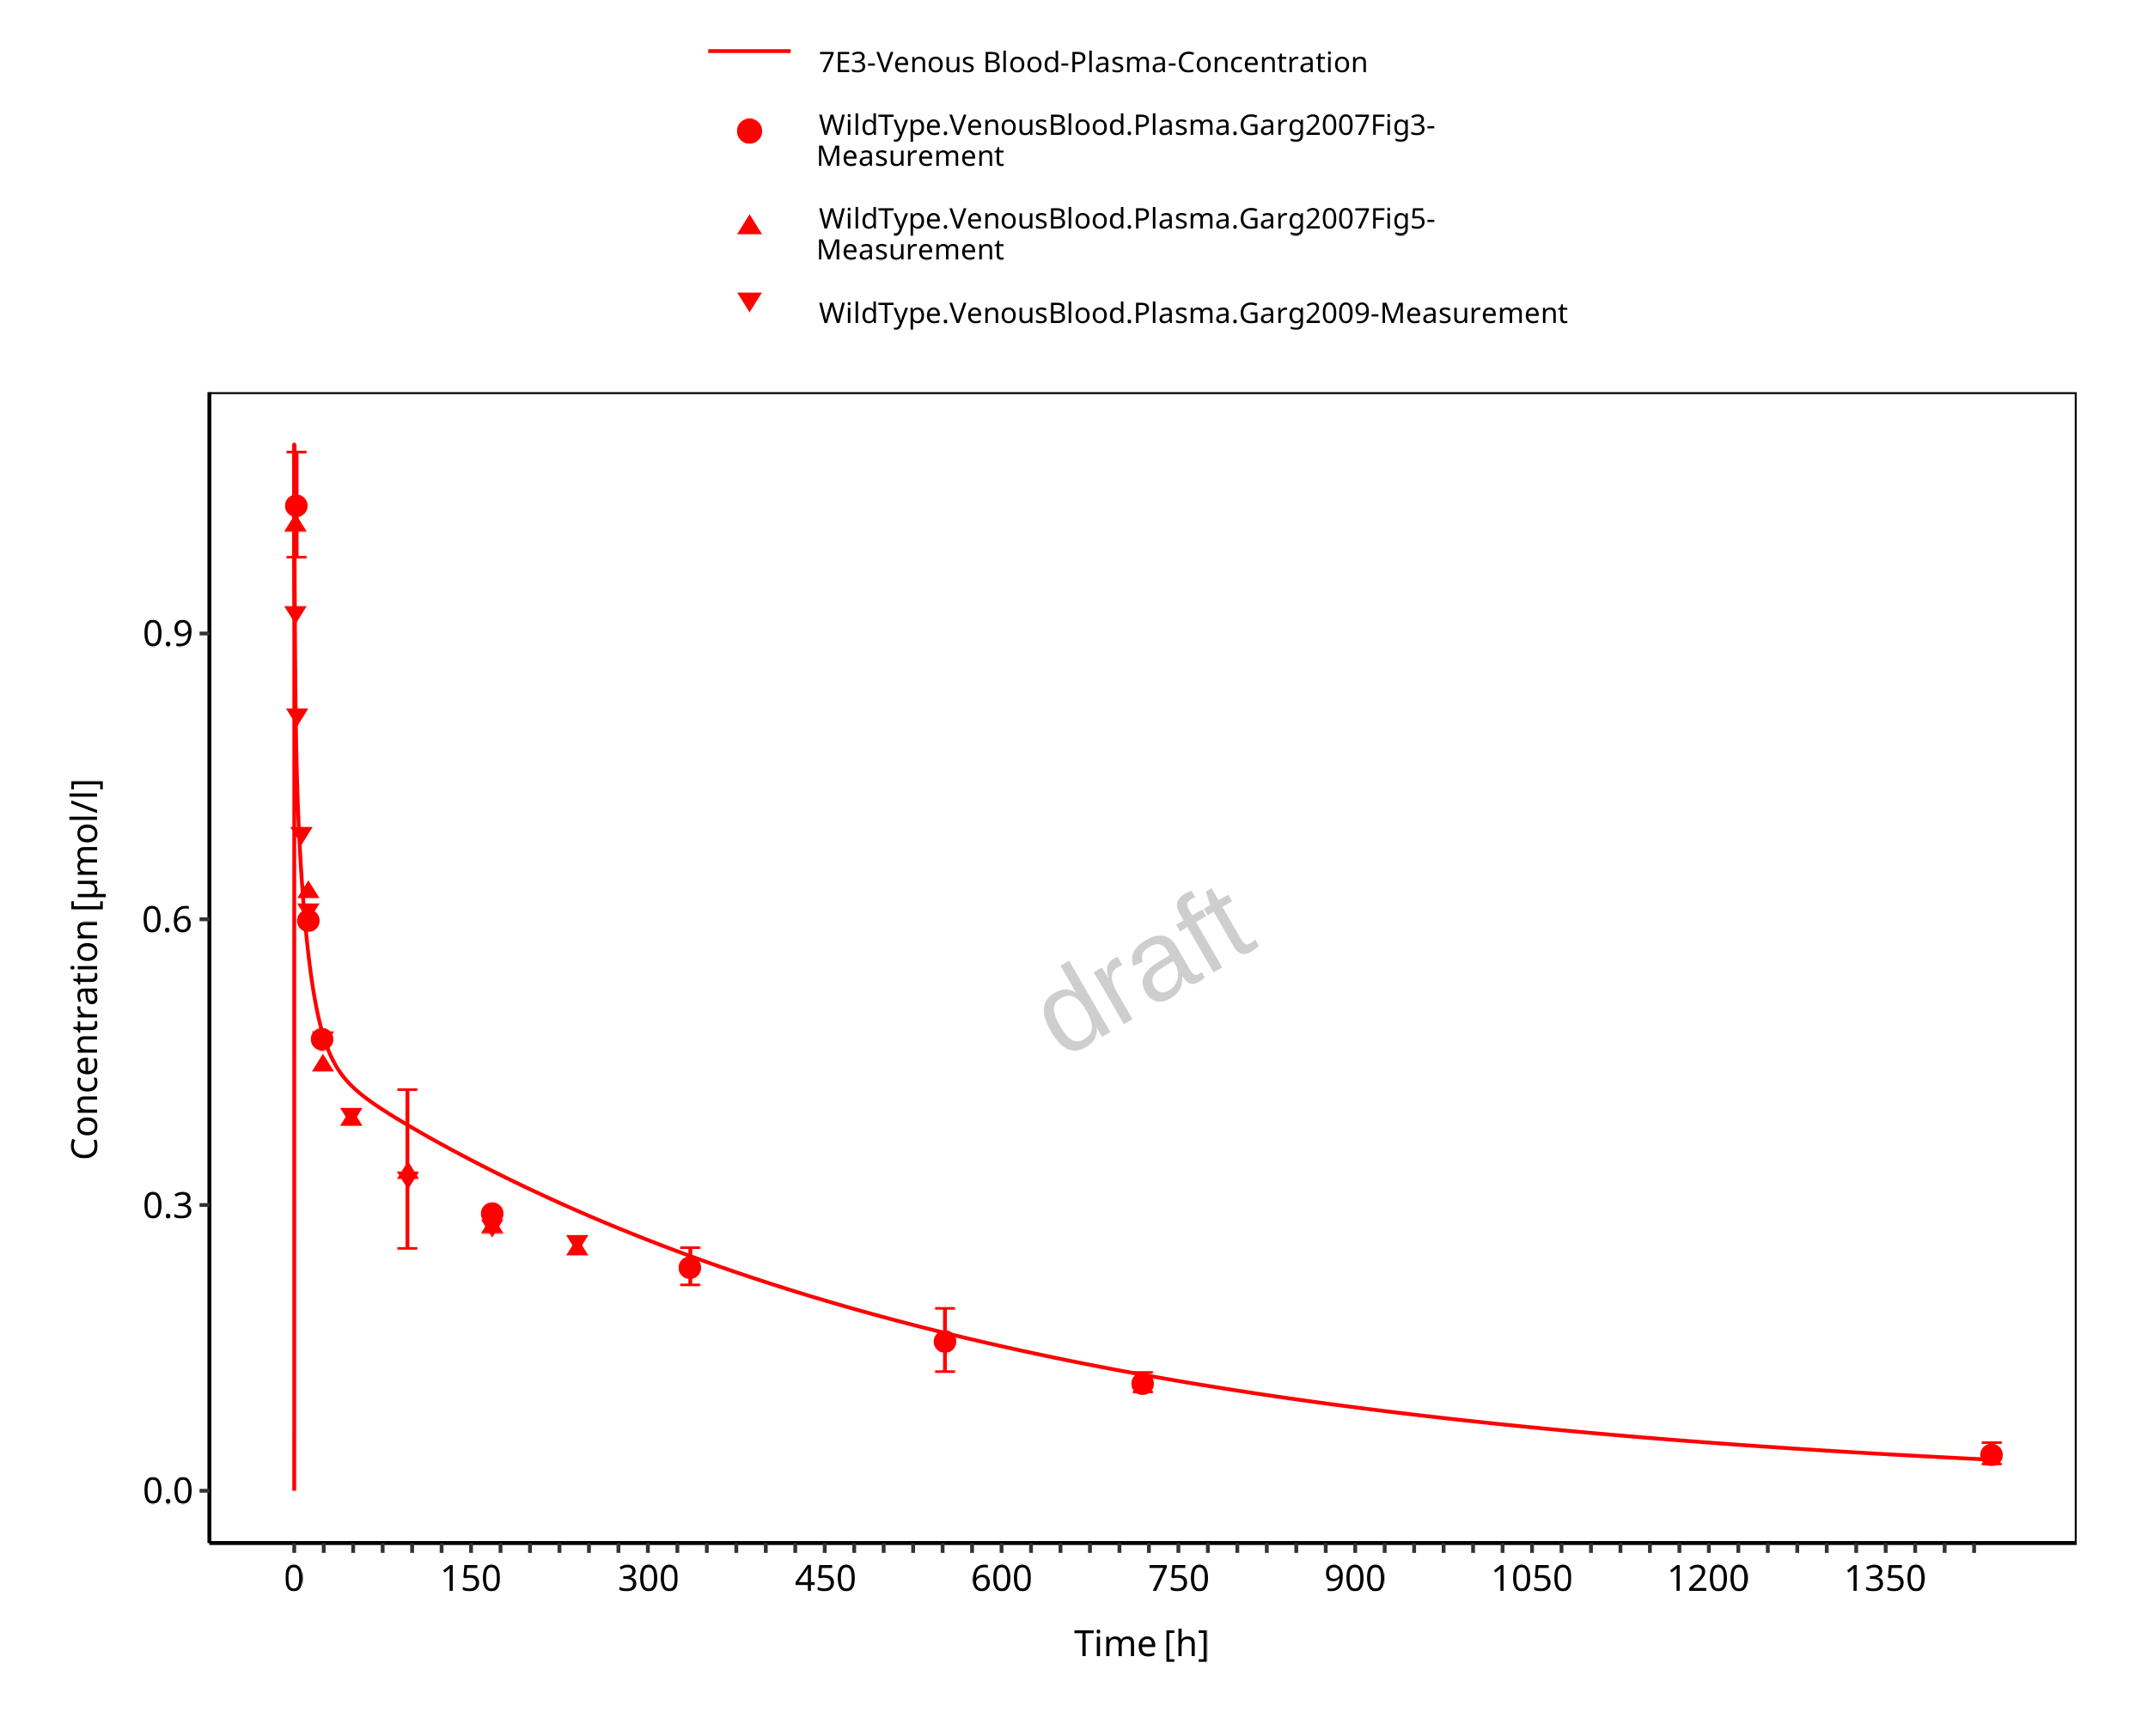 7E3-Venous Blood-Plasma-Concentration
WildType.VenousBlood.Plasma.Garg2007Fig3-
Measurement
WildType.VenousBlood.Plasma.Garg2007Fig5-
Measurement
WildType.VenousBlood.Plasma.Garg2009-Measurement
0.9
0.6
0.3
0.0
Concentration [µmol/l]
draft
0 150 300 450 600 750 900 1050 1200 1350
Time [h]